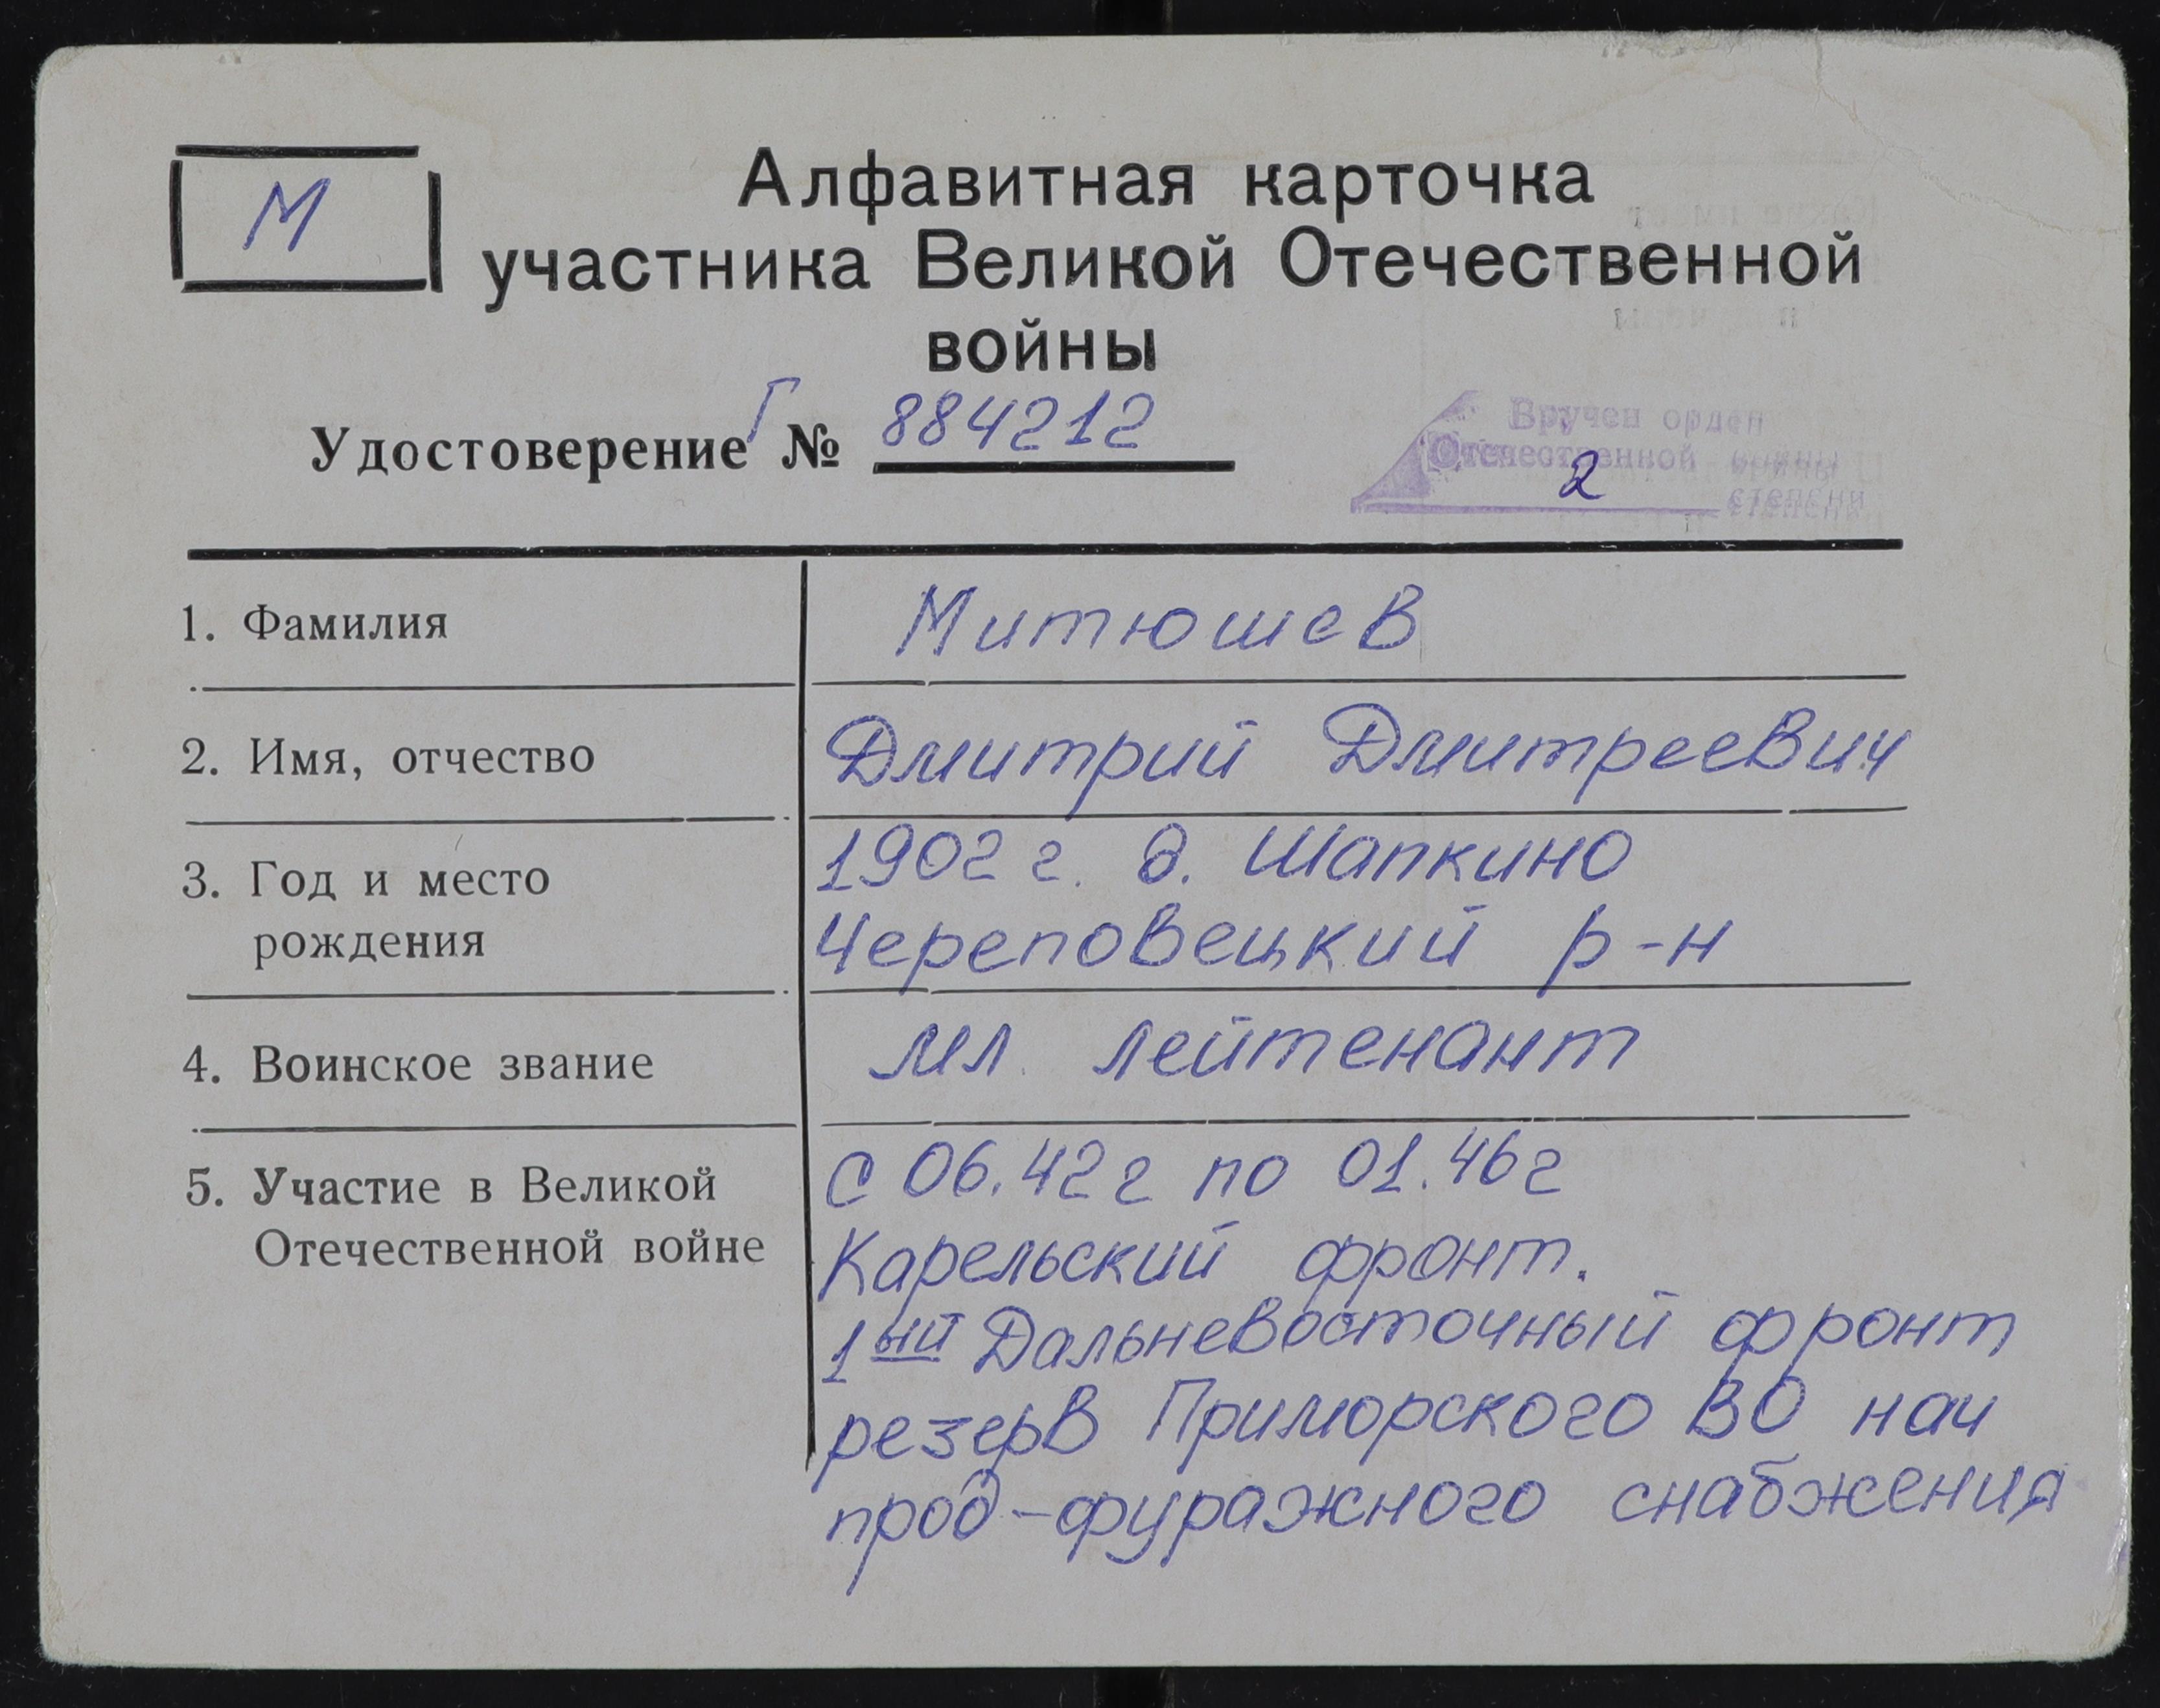 М
Алфавитная карточка
участника Великой Отечественной
войны
Удостоверение Г № 884212
Вручен орден
Отечественной войны
2 степени
1. Фамилия
Митюшев
2. Имя, отчество
Дмитрий Дмитреевич
3. Год и место
рождения
1902 г. д. Шапкино
Череповецкий р-н
4. Воинское звание
мл. лейтенант
5. Участие в Великой
Отечественной войне
с 06.42 г по 01.46 г
Карельский фронт.
1ый Дальневосточный фронт
резерв Приморского ВО нач
прод-фуражного снабжения